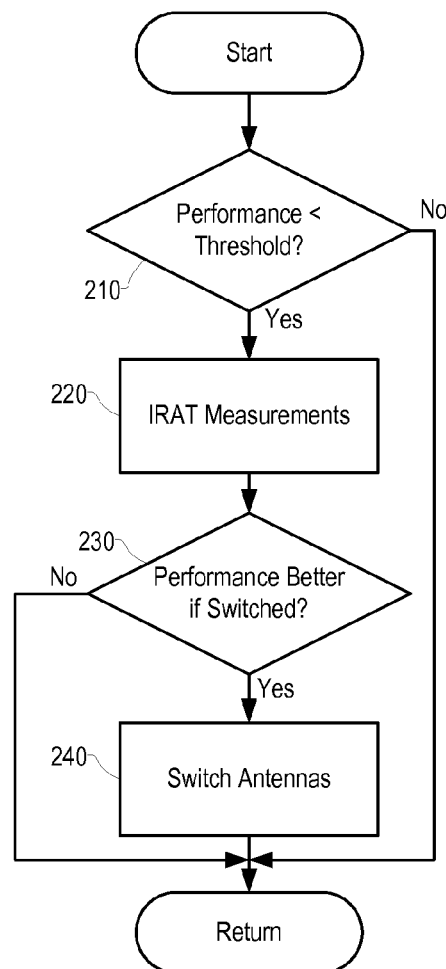 Start
Performance <
Threshold?
No
210
Yes
220
IRAT Measurements
230
No
Performance Better
if Switched?
Yes
240
Switch Antennas
Return